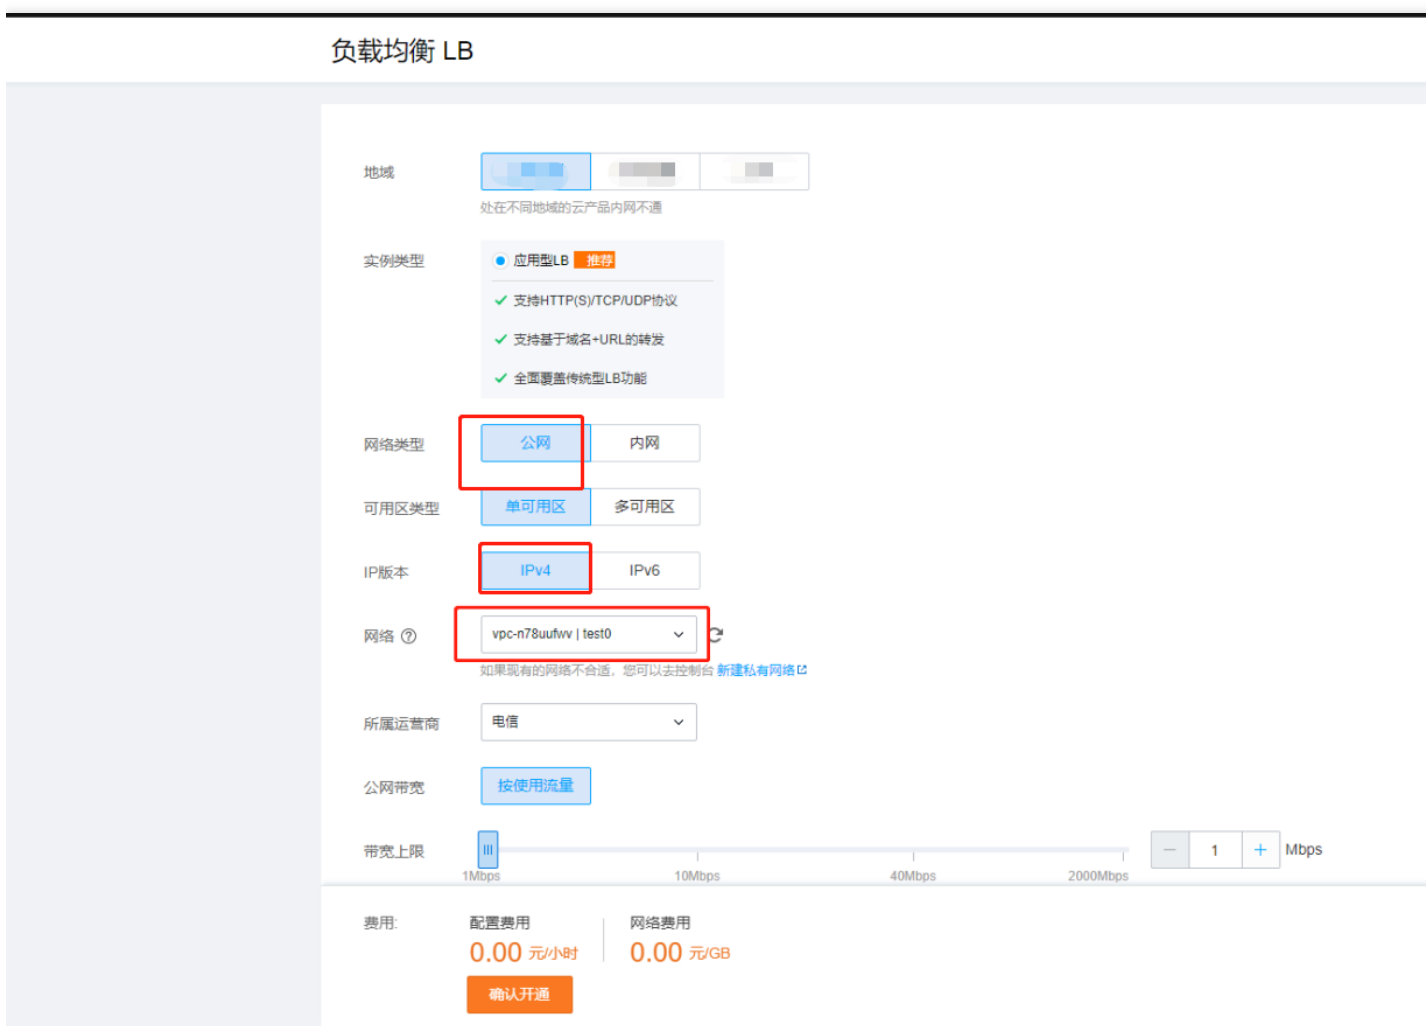 负载均衡 LB
地域
处在不同地域的云产品内网不通
实例类型
应用型LB 推荐
支持HTTP(S)/TCP/UDP协议
支持基于域名+URL的转发
全面覆盖传统型LB功能
网络类型 公网 内网
可用区类型 单可用区 多可用区
IP版本 IPv4 IPv6
网络 ? vpc-n78uufwv | test0
如果现有的网络不合适，您可以去控制台 新建私有网络
所属运营商 电信
公网带宽 按使用流量
带宽上限 − 1 + Mbps
1Mbps 10Mbps 40Mbps 2000Mbps
费用: 配置费用 网络费用
0.00 元/小时 0.00 元/GB
确认开通